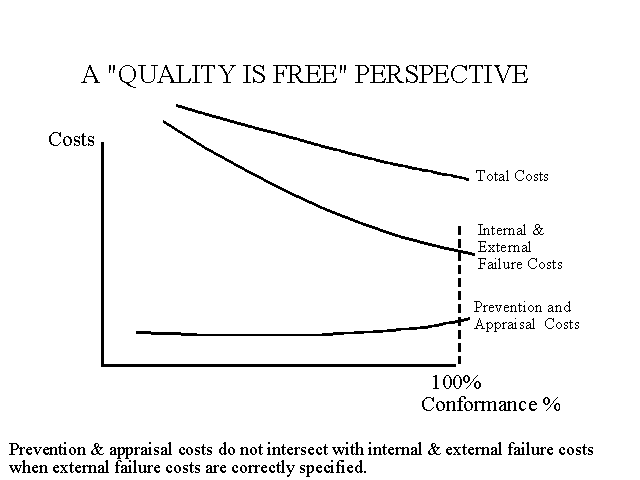 A "QUALITY IS FREE" PERSPECTIVE
Costs
Total Costs
Internal &
External
Failure Costs
Prevention and
Appraisal Costs
100%
Conformance %
Prevention & appraisal costs do not intersect with internal & external failure costs
when external failure costs are correctly specified.